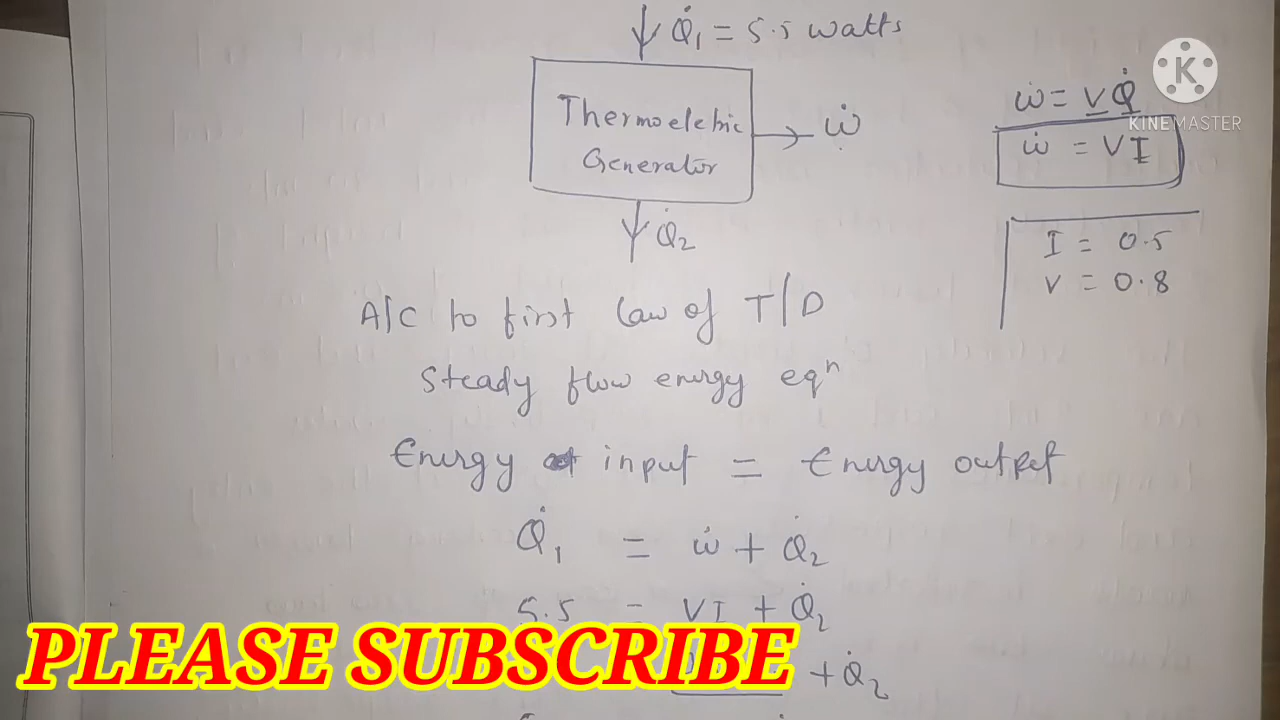 Q̇₁ = 5.5 watts
Thermoelebic
Generator
ẇ
Q̇₂
ẇ = VQ̇
ẇ = VI
I = 0.5
V = 0.8
K
KINEMASTER
A/C to first law of T/D
Steady flow energy eqⁿ
Energy input = Energy output
Q̇₁ = ẇ + Q̇₂
5.5 = VI + Q̇₂
+ Q̇₂
PLEASE SUBSCRIBE